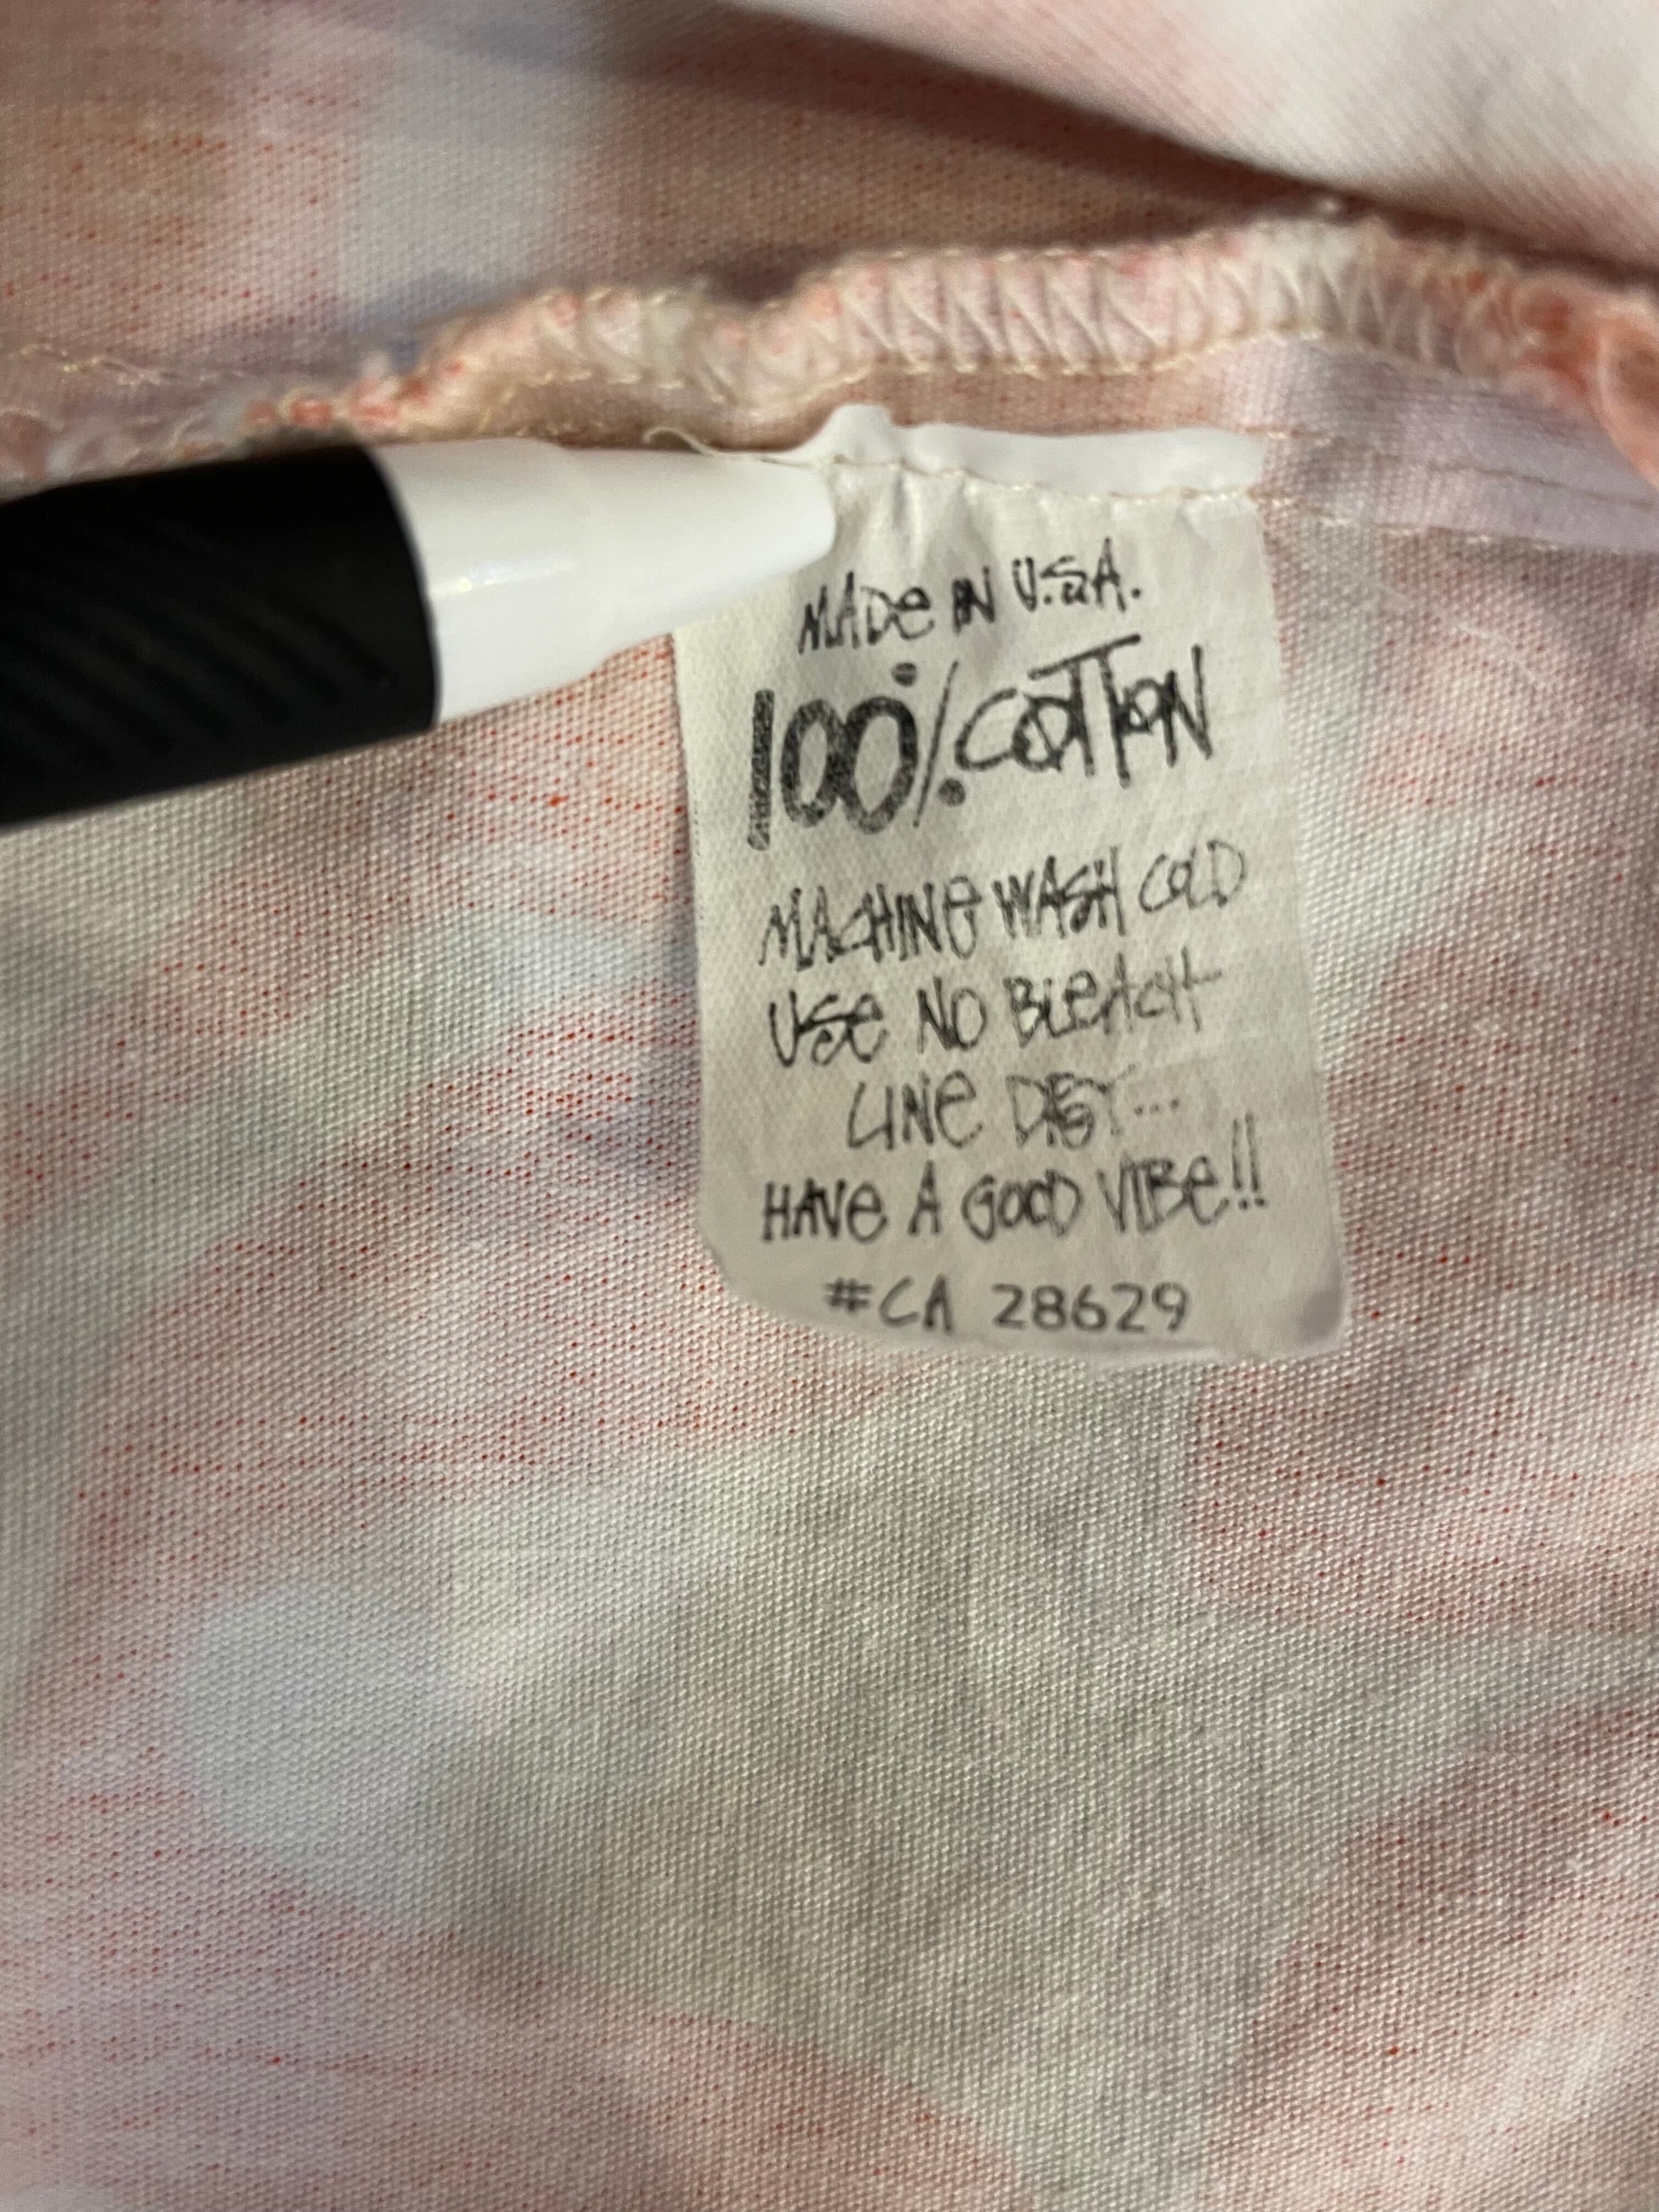 MADe IN U.S.A.
100% COTTON
MACHINe WASH COLD
USe NO BLeACH
LINe DRY...
HAVe A GOOD VIBe!!
#CA 28629